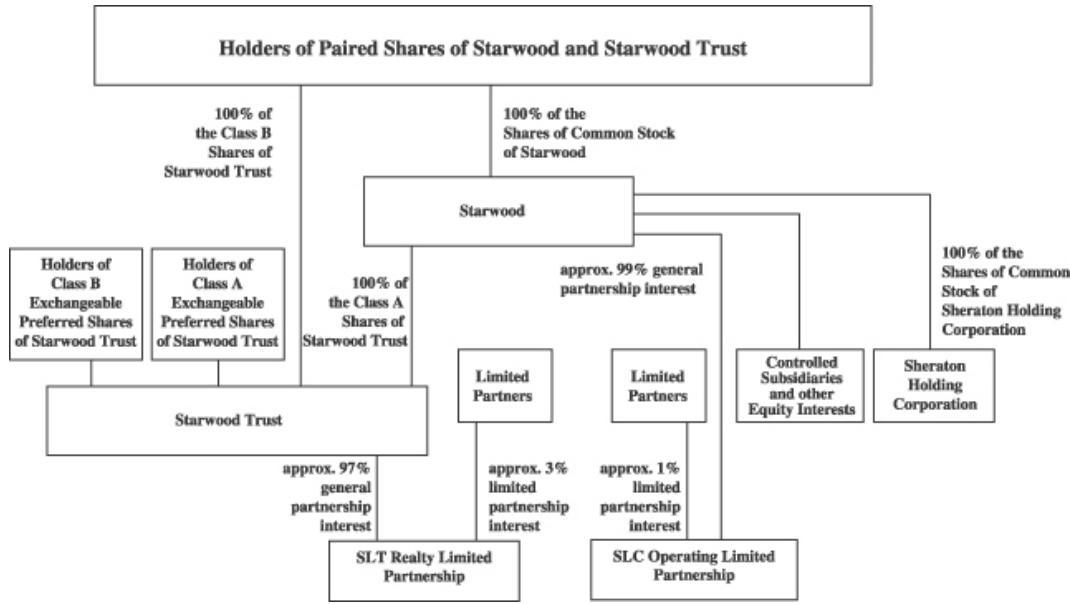 Holders of Paired Shares of Starwood and Starwood Trust
100% of
the Class B
Shares of
Starwood Trust
100% of the
Shares of Common Stock
of Starwood
Starwood
Holders of
Class B
Exchangeable
Preferred Shares
of Starwood Trust
Holders of
Class A
Exchangeable
Preferred Shares
of Starwood Trust
100% of
the Class A
Shares of
Starwood Trust
approx. 99% general
partnership interest
100% of the
Shares of Common
Stock of
Sheraton Holding
Corporation
Starwood Trust
Limited
Partners
Limited
Partners
Controlled
Subsidiaries
and other
Equity Interests
Sheraton
Holding
Corporation
approx. 97%
general
partnership
interest
approx. 3%
limited
partnership
interest
approx. 1%
limited
partnership
interest
SLT Realty Limited
Partnership
SLC Operating Limited
Partnership